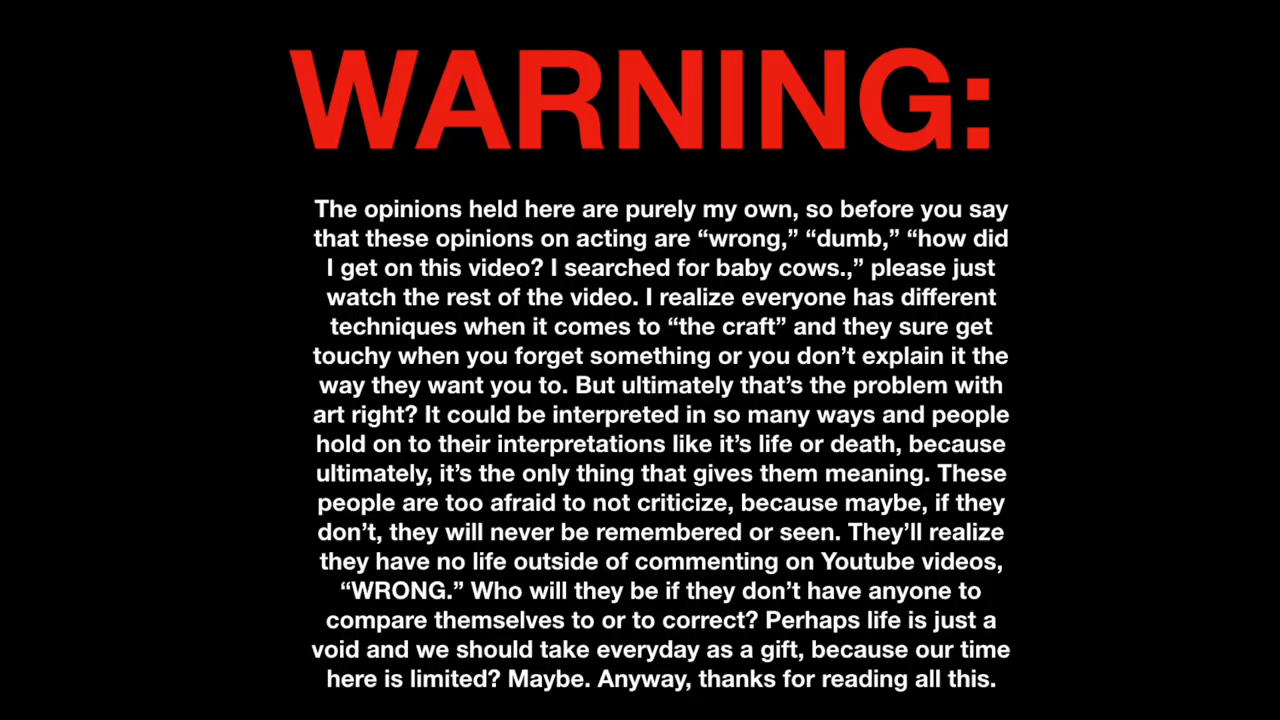 WARNING:
The opinions held here are purely my own, so before you say
that these opinions on acting are “wrong,” “dumb,” “how did
I get on this video? I searched for baby cows.,” please just
watch the rest of the video. I realize everyone has different
techniques when it comes to “the craft” and they sure get
touchy when you forget something or you don’t explain it the
way they want you to. But ultimately that’s the problem with
art right? It could be interpreted in so many ways and people
hold on to their interpretations like it’s life or death, because
ultimately, it’s the only thing that gives them meaning. These
people are too afraid to not criticize, because maybe, if they
don’t, they will never be remembered or seen. They’ll realize
they have no life outside of commenting on Youtube videos,
“WRONG.” Who will they be if they don’t have anyone to
compare themselves to or to correct? Perhaps life is just a
void and we should take everyday as a gift, because our time
here is limited? Maybe. Anyway, thanks for reading all this.